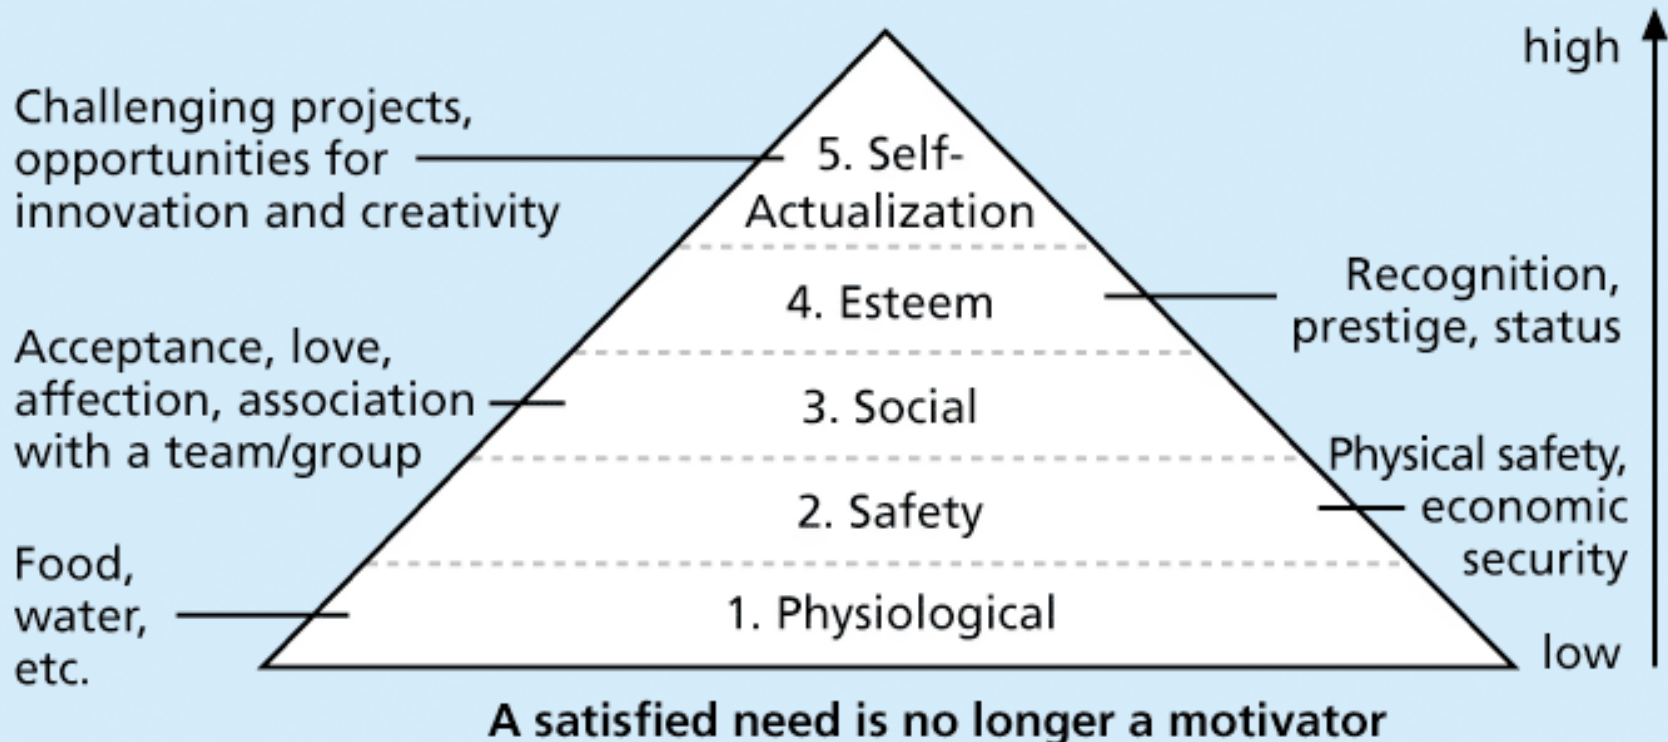 high
Challenging projects,
opportunities for
innovation and creativity
5. Self-
Actualization
Recognition,
prestige, status
4. Esteem
Acceptance, love,
affection, association
with a team/group
3. Social
Physical safety,
economic
security
2. Safety
Food,
water,
etc.
1. Physiological
low
A satisfied need is no longer a motivator